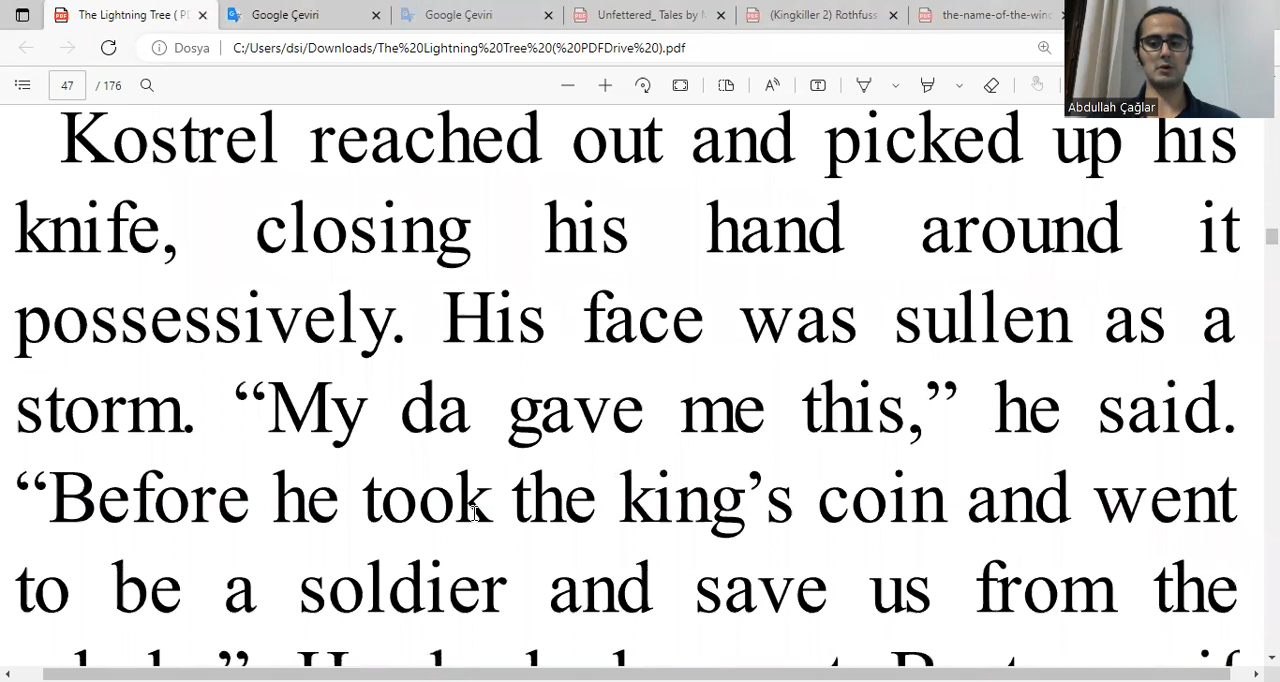 The Lightning Tree ( P
Google Çeviri
Google Çeviri
Unfettered_ Tales by
(Kingkiller 2) Rothfuss
the-name-of-the-win
Dosya
C:/Users/dsi/Downloads/The%20Lightning%20Tree%20(%20PDFDrive%20).pdf
47 / 176
Abdullah Çağlar
Kostrel reached out and picked up his
knife, closing his hand around it
possessively. His face was sullen as a
storm. “My da gave me this,” he said.
“Before he took the king’s coin and went
to be a soldier and save us from the